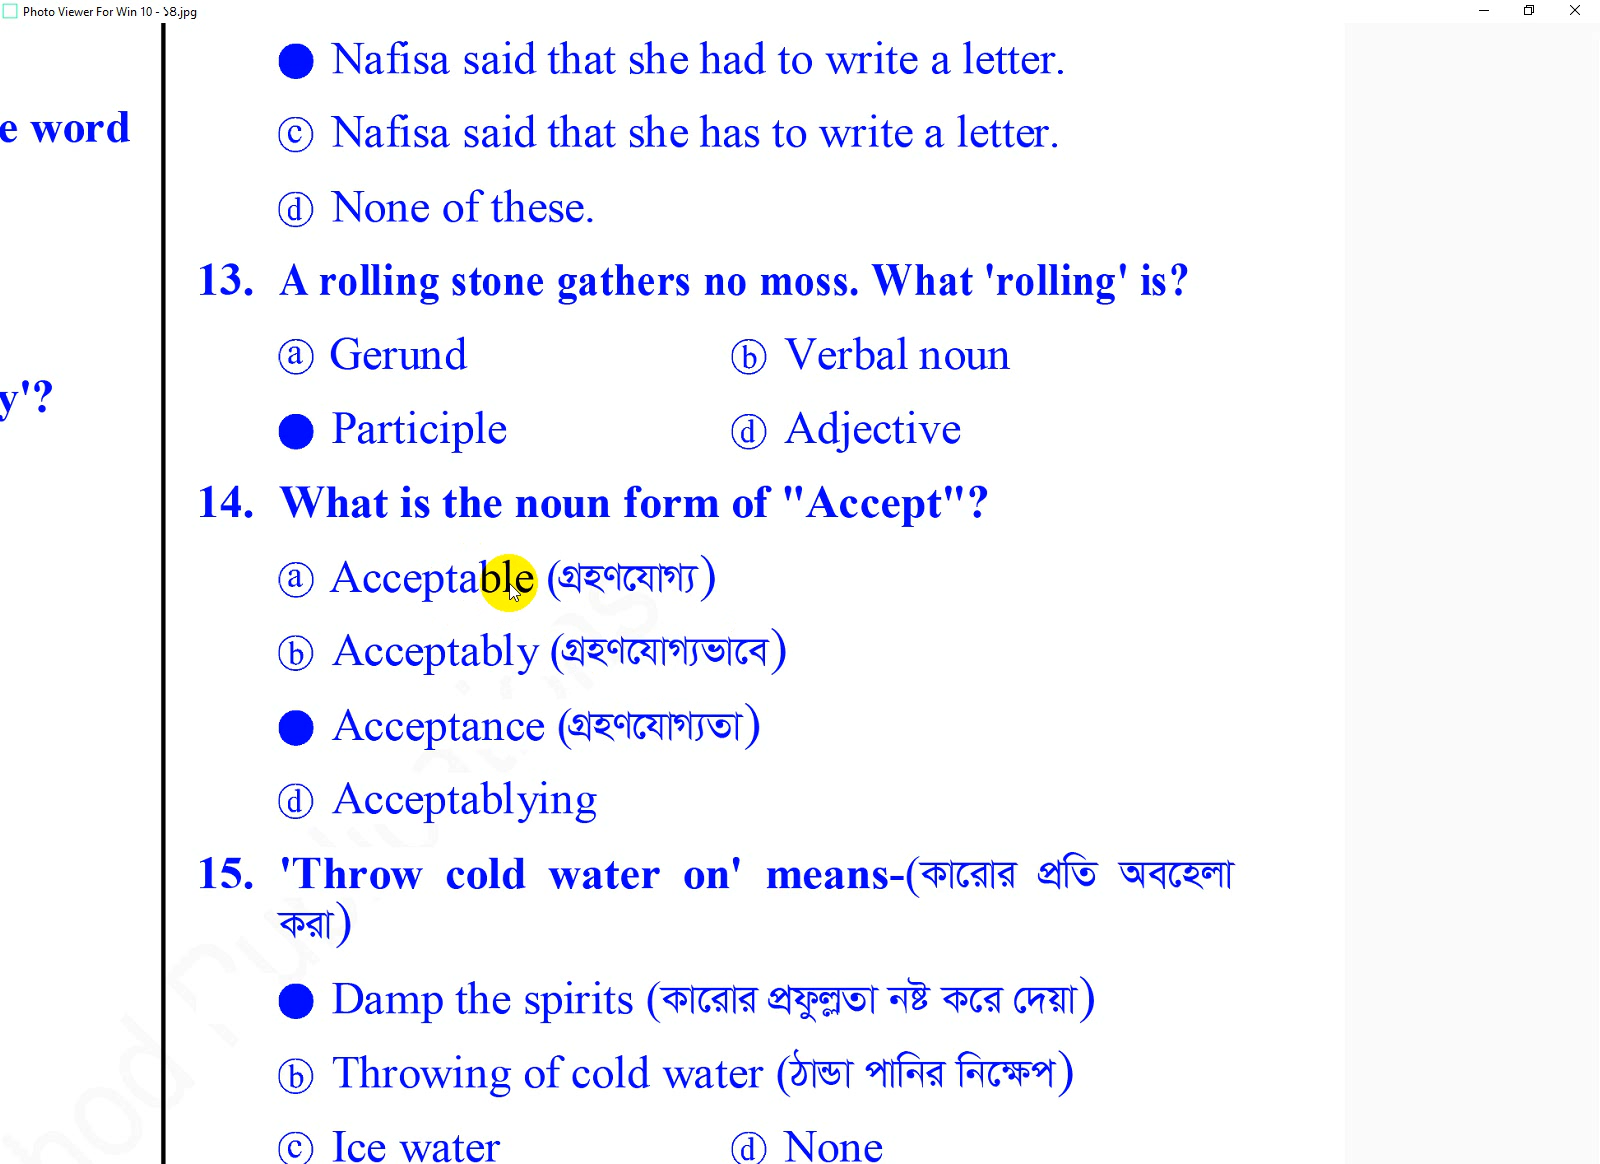 Photo Viewer For Win 10 - ১৪.jpg
e word
y'?
Nafisa said that she had to write a letter.
ⓒ Nafisa said that she has to write a letter.
ⓓ None of these.
13. A rolling stone gathers no moss. What 'rolling' is?
ⓐ Gerund ⓑ Verbal noun
Participle ⓓ Adjective
14. What is the noun form of "Accept"?
ⓐ Acceptable (গ্রহণযোগ্য)
ⓑ Acceptably (গ্রহণযোগ্যভাবে)
Acceptance (গ্রহণযোগ্যতা)
ⓓ Acceptablying
15. 'Throw cold water on' means-(কারোর প্রতি অবহেলা
করা)
Damp the spirits (কারোর প্রফুল্লতা নষ্ট করে দেয়া)
ⓑ Throwing of cold water (ঠান্ডা পানির নিক্ষেপ)
ⓒ Ice water ⓓ None